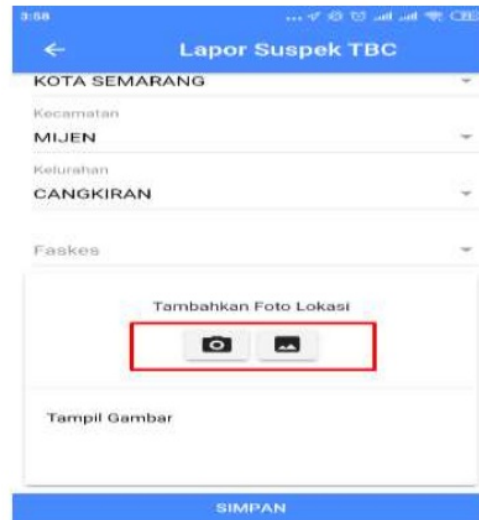 3:58
Lapor Suspek TBC
KOTA SEMARANG
Kecamatan
MIJEN
Kelurahan
CANGKIRAN
Faskes
Tambahkan Foto Lokasi
Tampil Gambar
SIMPAN